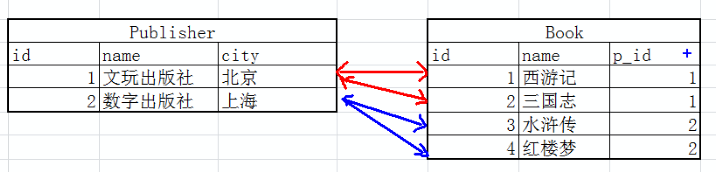 Publisher
id name city
1 文玩出版社 北京
2 数字出版社 上海
Book
id name p_id
1 西游记 1
2 三国志 1
3 水浒传 2
4 红楼梦 2